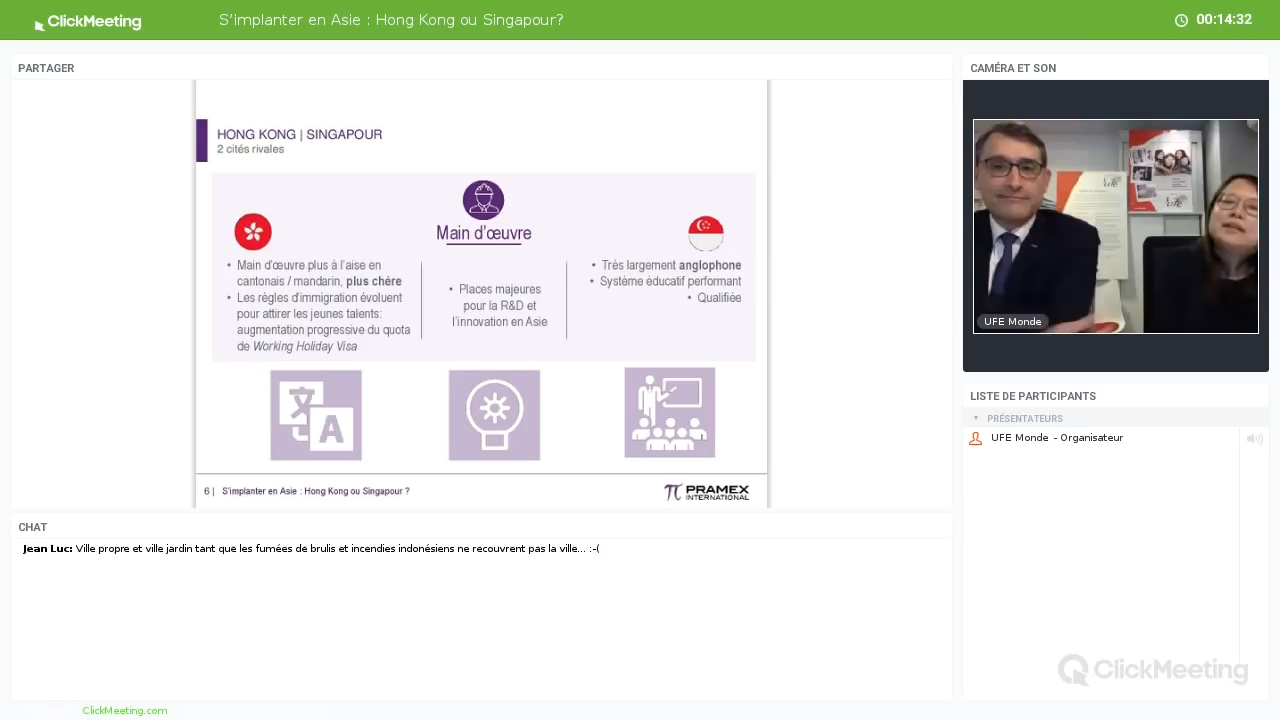 ClickMeeting
S'implanter en Asie : Hong Kong ou Singapour?
00:14:32
PARTAGER
HONG KONG | SINGAPOUR
2 cités rivales
Main d'œuvre
• Main d'œuvre plus à l'aise en
cantonais / mandarin, plus chère
• Les règles d'immigration évoluent
pour attirer les jeunes talents:
augmentation progressive du quota
de Working Holiday Visa
• Places majeures
pour la R&D et
l'innovation en Asie
• Très largement anglophone
• Système éducatif performant
• Qualifiée
文
A
6 | S'implanter en Asie : Hong Kong ou Singapour ?
PRAMEX
INTERNATIONAL
CAMÉRA ET SON
UFE Monde
LISTE DE PARTICIPANTS
PRÉSENTATEURS
UFE Monde - Organisateur
CHAT
Jean Luc: Ville propre et ville jardin tant que les fumées de brulis et incendies indonésiens ne recouvrent pas la ville... :-(
ClickMeeting
ClickMeeting.com